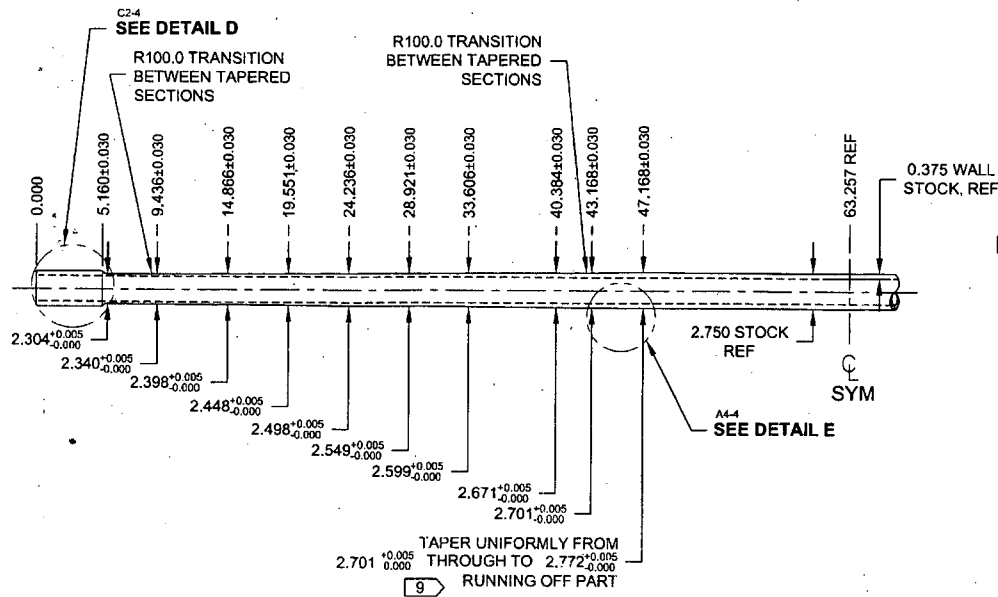 C2-4
SEE DETAIL D
R100.0 TRANSITION
BETWEEN TAPERED
SECTIONS
R100.0 TRANSITION
BETWEEN TAPERED
SECTIONS
0.000
5.160±0.030
9.436±0.030
14.866±0.030
19.551±0.030
24.236±0.030
28.921±0.030
33.606±0.030
40.384±0.030
43.168±0.030
47.168±0.030
63.257 REF
0.375 WALL
STOCK, REF
2.304 +0.005 -0.000
2.340 +0.005 -0.000
2.398 +0.005 -0.000
2.448 +0.005 -0.000
2.498 +0.005 -0.000
2.549 +0.005 -0.000
2.599 +0.005 -0.000
2.671 +0.005 -0.000
2.701 +0.005 -0.000
2.750 STOCK
REF
SYM
A4-4
SEE DETAIL E
TAPER UNIFORMLY FROM
2.701 +0.005 0.000 THROUGH TO 2.772 +0.005 -0.000
RUNNING OFF PART
9